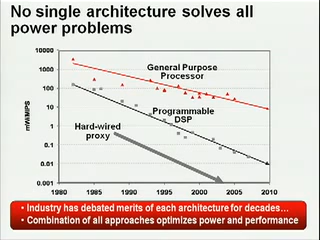 No single architecture solves all
power problems
10000
1000
100
10
1
0.1
0.01
0.001
mW/MIPS
General Purpose
Processor
Programmable
DSP
Hard-wired
proxy
1980 1985 1990 1995 2000 2005 2010
• Industry has debated merits of each architecture for decades...
• Combination of all approaches optimizes power and performance